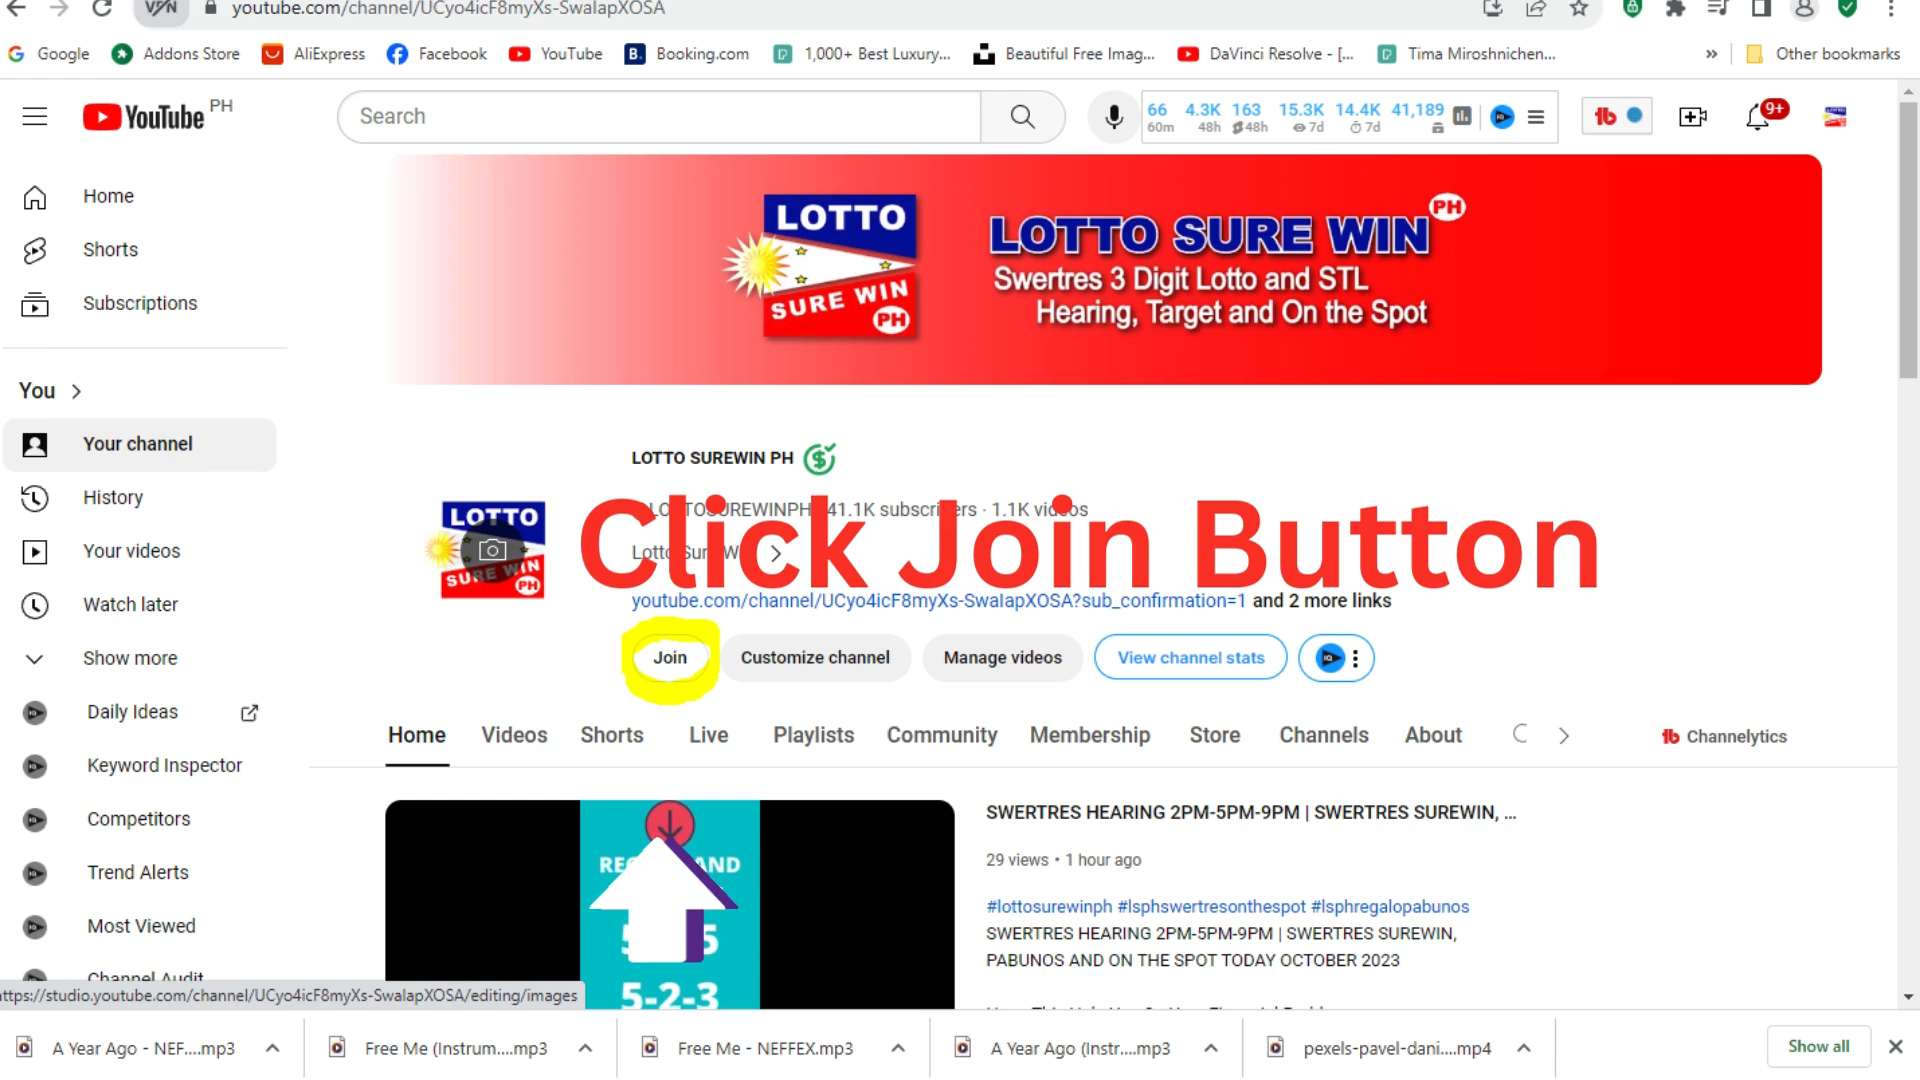 VPN
youtube.com/channel/UCyo4icF8myXs-SwaIapXOSA
Google
Addons Store
AliExpress
Facebook
YouTube
B. Booking.com
1,000+ Best Luxury...
Beautiful Free Imag...
DaVinci Resolve - [...
Tima Miroshnichen...
»
Other bookmarks
YouTube PH
Search
66 4.3K 163 15.3K 14.4K 41,189
60m 48h 48h 7d 7d
9+
Home
Shorts
Subscriptions
You
Your channel
History
Your videos
Watch later
Show more
Daily Ideas
Keyword Inspector
Competitors
Trend Alerts
Most Viewed
Channel Audit
LOTTO
SURE WIN
PH
LOTTO SURE WIN PH
Swertres 3 Digit Lotto and STL
Hearing, Target and On the Spot
LOTTO SUREWIN PH
41.1K subscribers · 1.1K videos
LOTTO
SURE WIN
PH
Click Join Button
youtube.com/channel/UCyo4icF8myXs-SwaIapXOSA?sub_confirmation=1 and 2 more links
Join
Customize channel
Manage videos
View channel stats
Home
Videos
Shorts
Live
Playlists
Community
Membership
Store
Channels
About
Channelytics
5-2-3
SWERTRES HEARING 2PM-5PM-9PM | SWERTRES SUREWIN, ...
29 views • 1 hour ago
#lottosurewinph #lsphswertresonthespot #lsphregalopabunos
SWERTRES HEARING 2PM-5PM-9PM | SWERTRES SUREWIN,
PABUNOS AND ON THE SPOT TODAY OCTOBER 2023
ttps://studio.youtube.com/channel/UCyo4icF8myXs-SwaIapXOSA/editing/images
A Year Ago - NEF....mp3
Free Me (Instrum....mp3
Free Me - NEFFEX.mp3
A Year Ago (Instr....mp3
pexels-pavel-dani....mp4
Show all